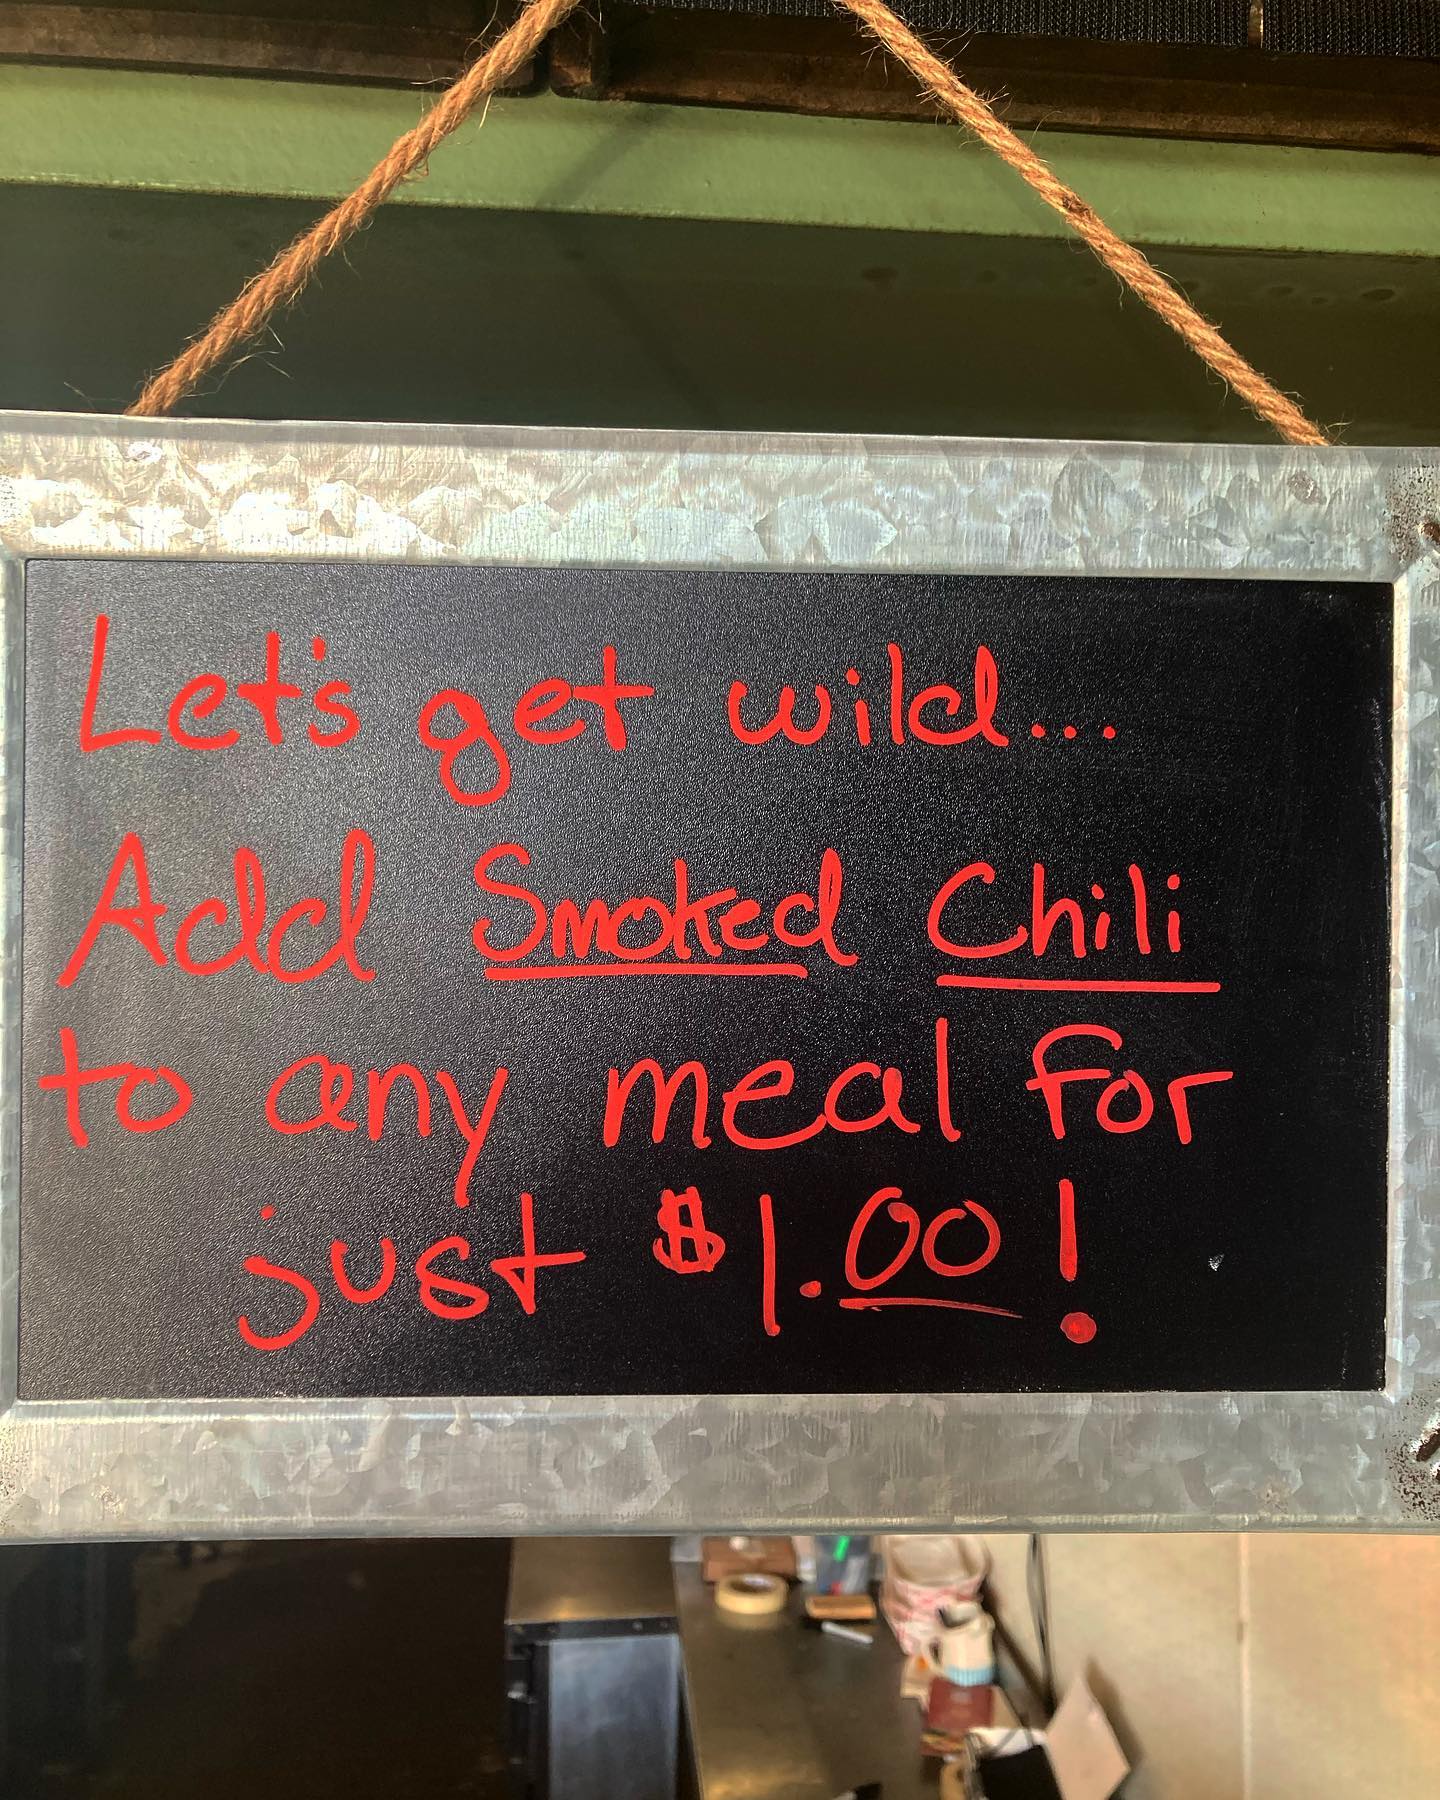 Let's get wild...
Add Smoked Chili
to any meal for
just $1.00!